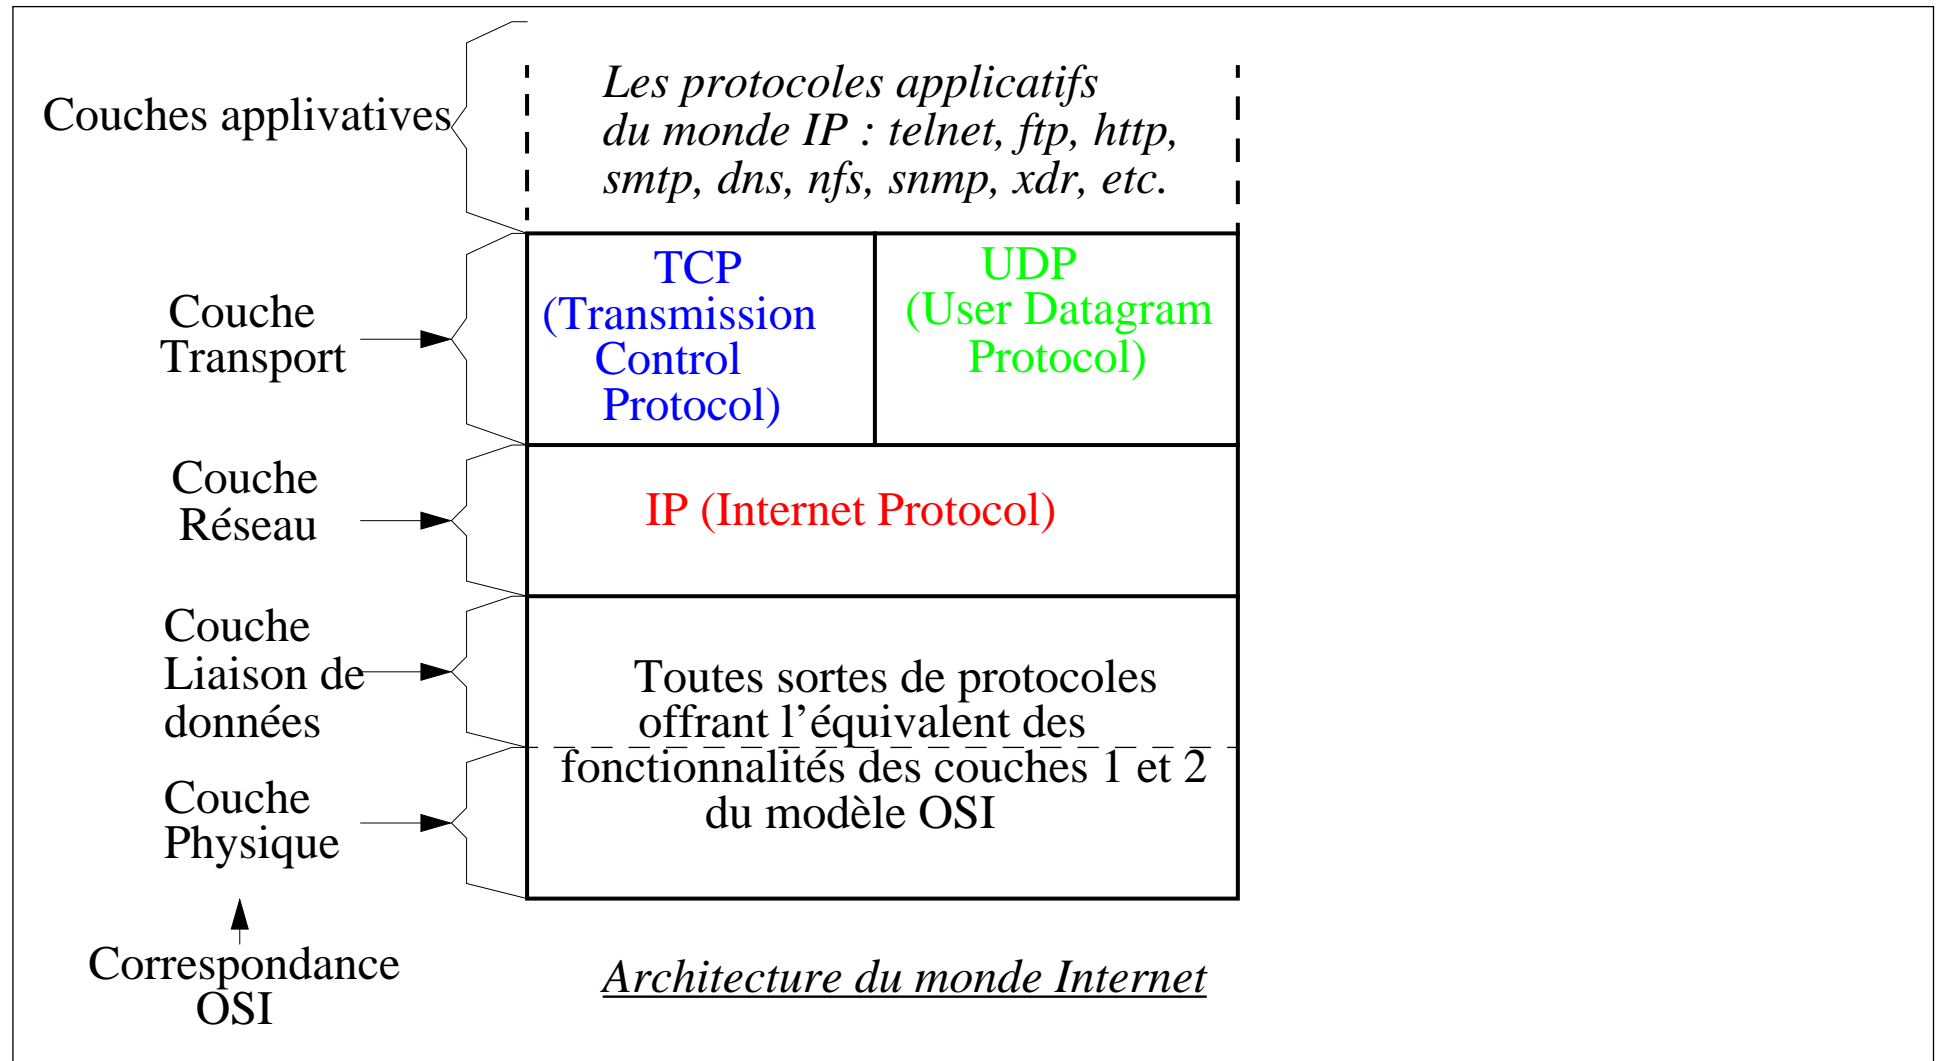 Couches applivatives
Les protocoles applicatifs
du monde IP : telnet, ftp, http,
smtp, dns, nfs, snmp, xdr, etc.
Couche
Transport
TCP
(Transmission
Control
Protocol)
UDP
(User Datagram
Protocol)
Couche
Réseau
IP (Internet Protocol)
Couche
Liaison de
données
Toutes sortes de protocoles
offrant l’équivalent des
fonctionnalités des couches 1 et 2
du modèle OSI
Couche
Physique
Correspondance
OSI
Architecture du monde Internet